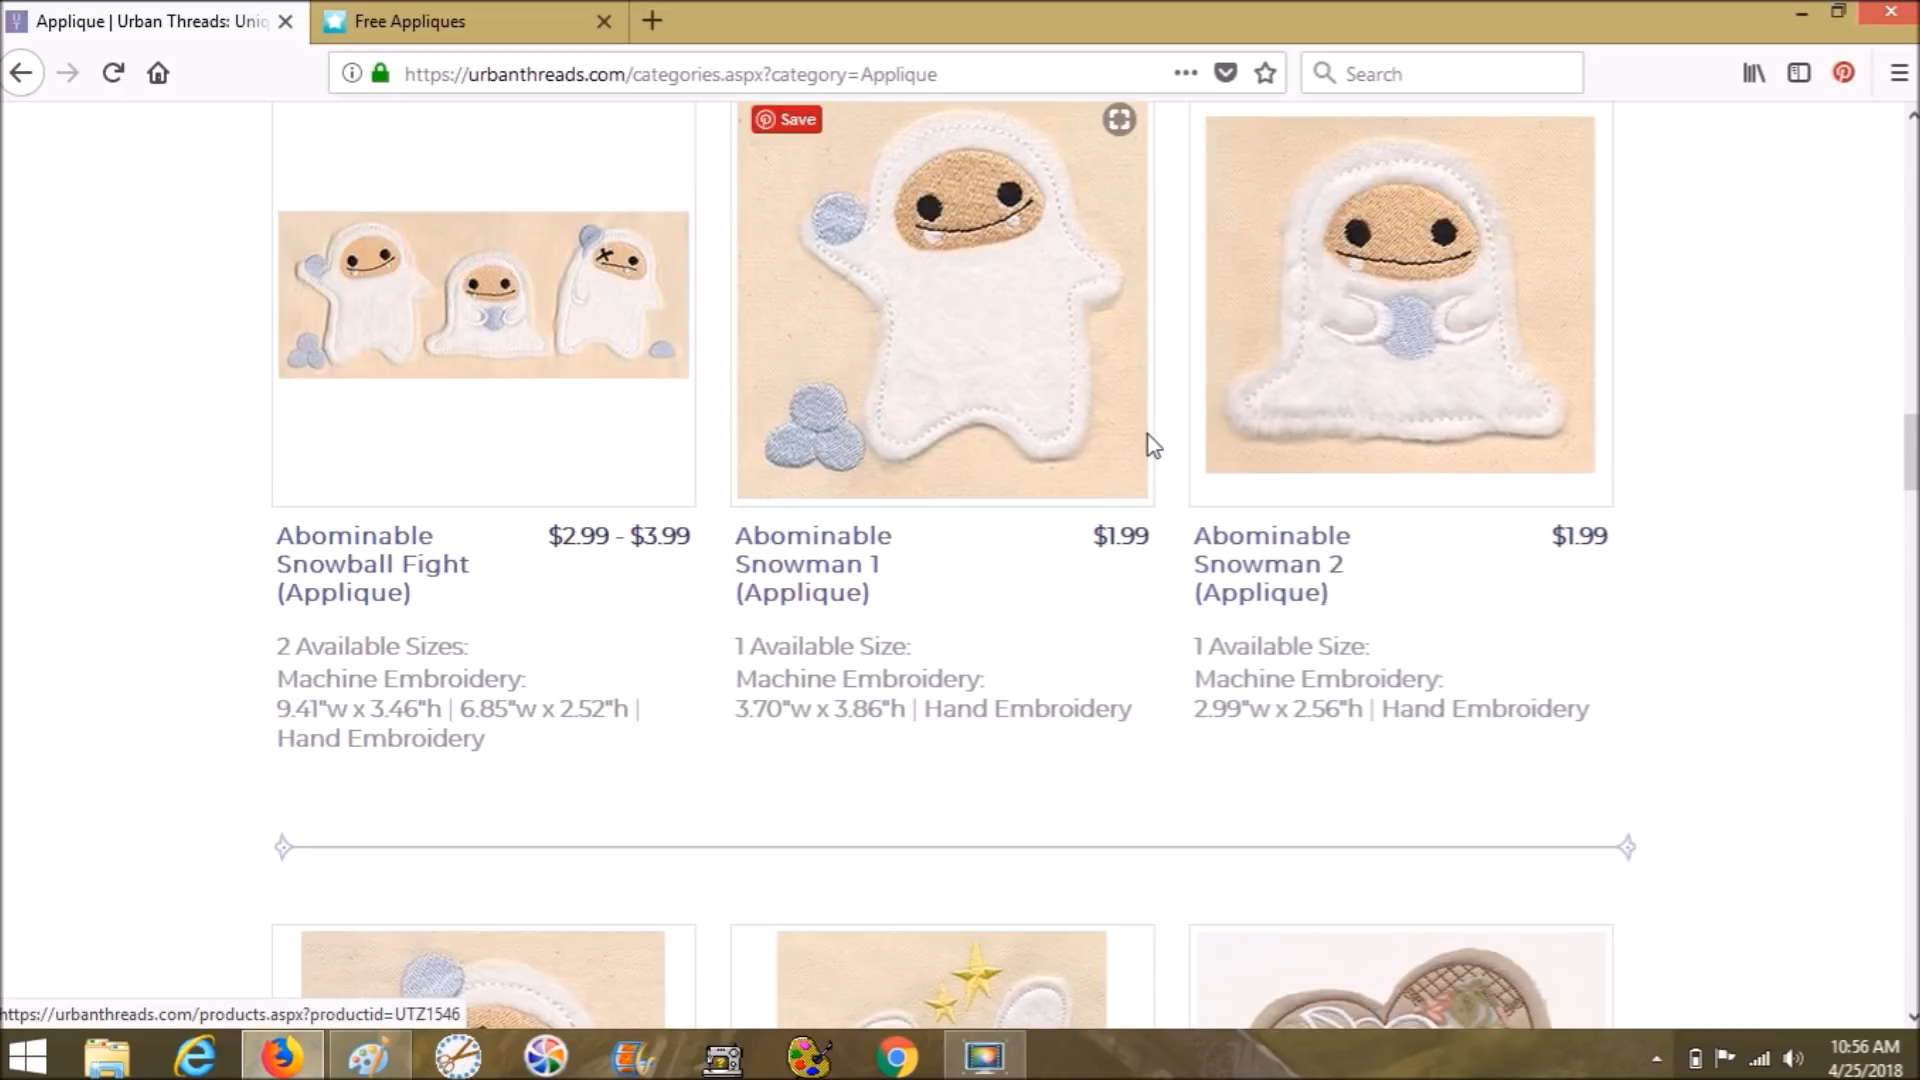 Applique | Urban Threads: Uniq
Free Appliques
https://urbanthreads.com/categories.aspx?category=Applique
Search
Save
Abominable Snowball Fight (Applique) $2.99 - $3.99
2 Available Sizes:
Machine Embroidery:
9.41"w x 3.46"h | 6.85"w x 2.52"h |
Hand Embroidery
Abominable Snowman 1 (Applique) $1.99
1 Available Size:
Machine Embroidery:
3.70"w x 3.86"h | Hand Embroidery
Abominable Snowman 2 (Applique) $1.99
1 Available Size:
Machine Embroidery:
2.99"w x 2.56"h | Hand Embroidery
https://urbanthreads.com/products.aspx?productid=UTZ1546
10:56 AM
4/25/2018